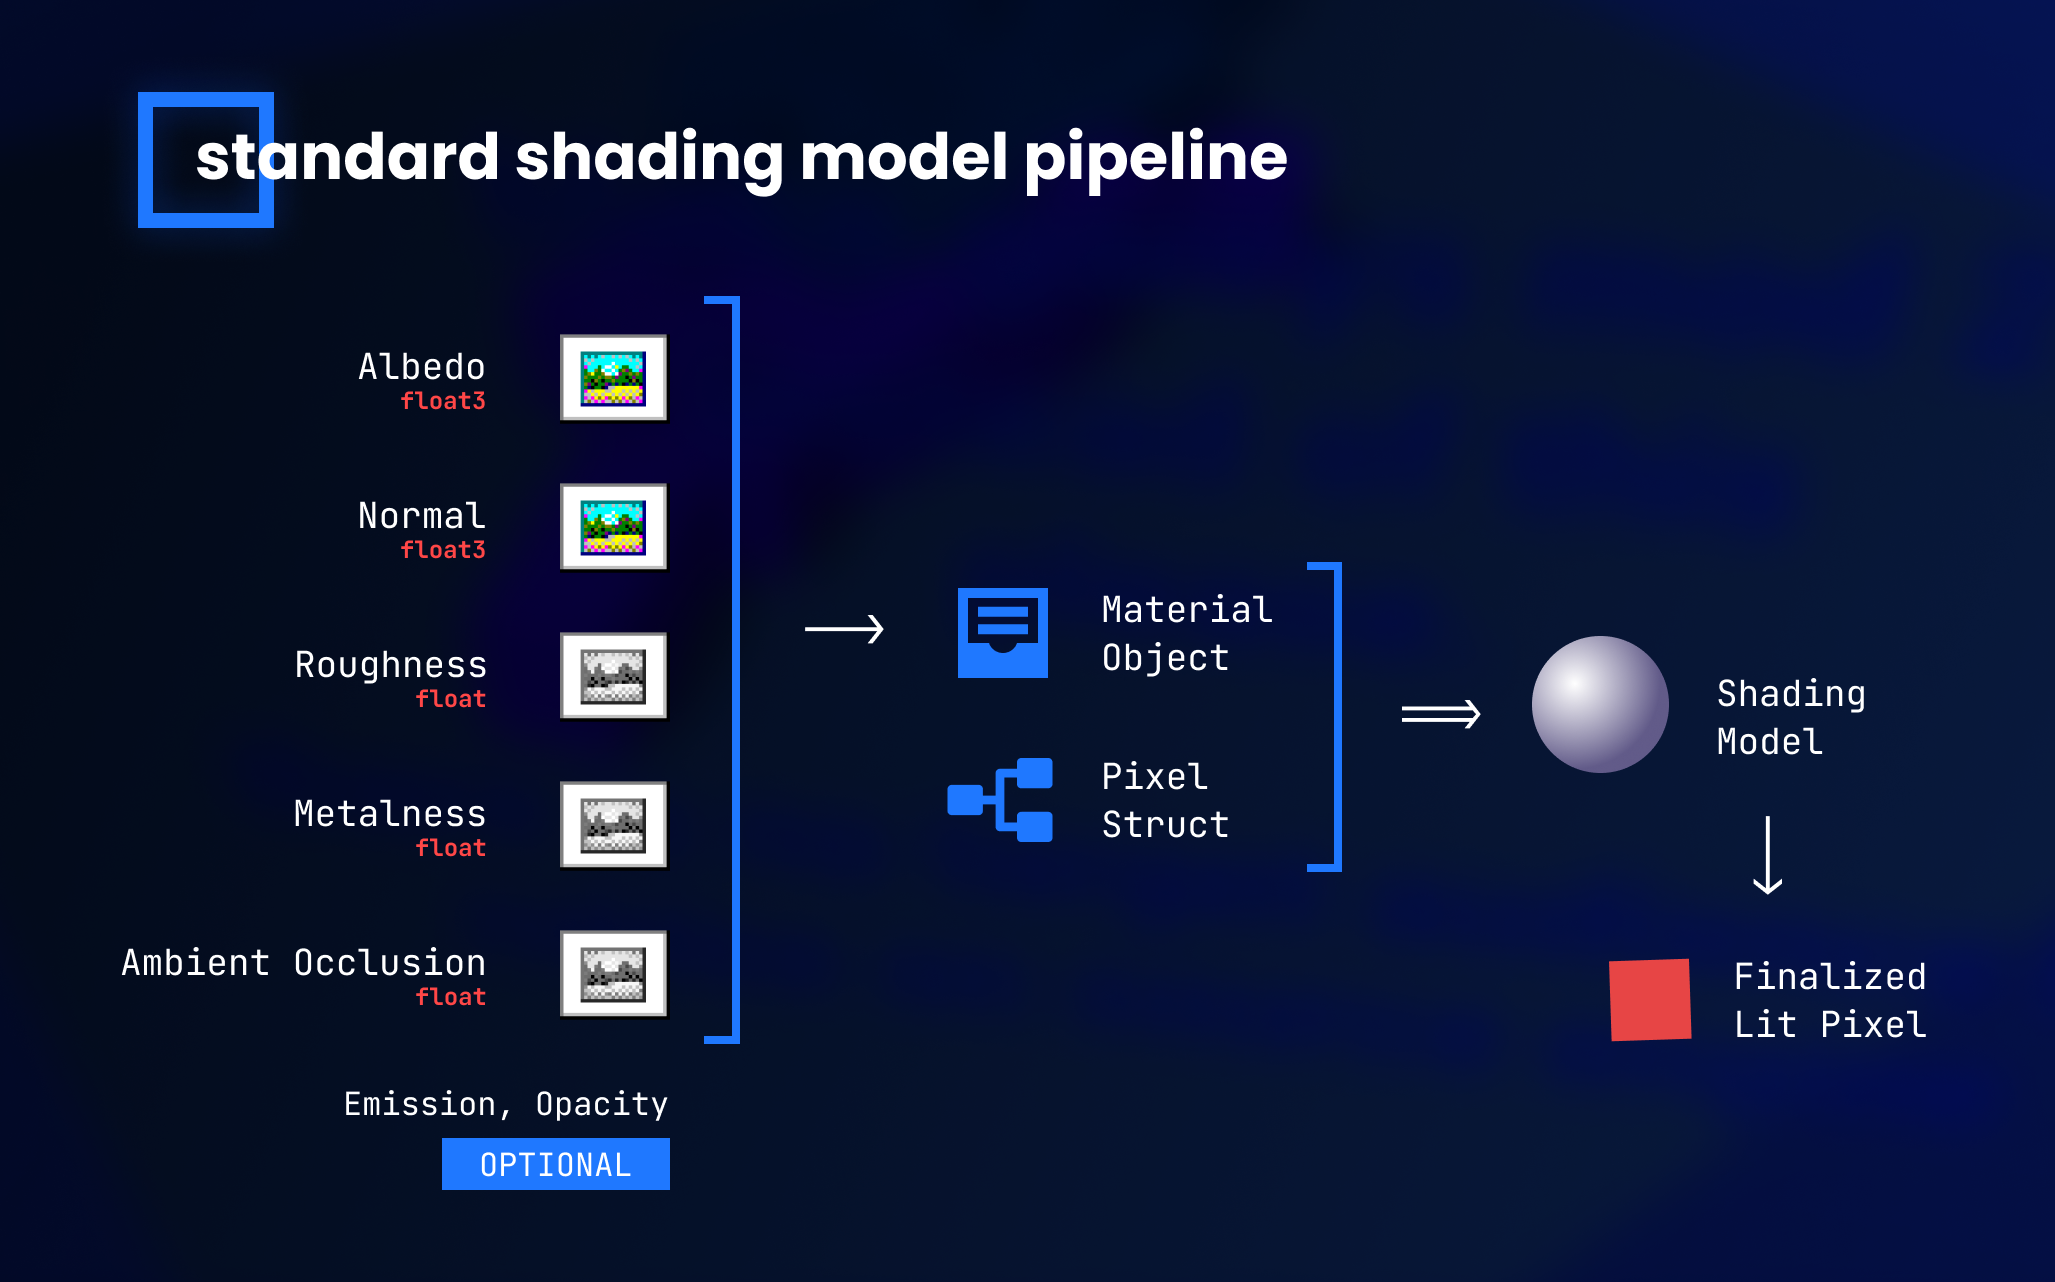 standard shading model pipeline
Albedo
float3
Normal
float3
Roughness
float
Metalness
float
Ambient Occlusion
float
Emission, Opacity
OPTIONAL
Material
Object
Pixel
Struct
Shading
Model
Finalized
Lit Pixel